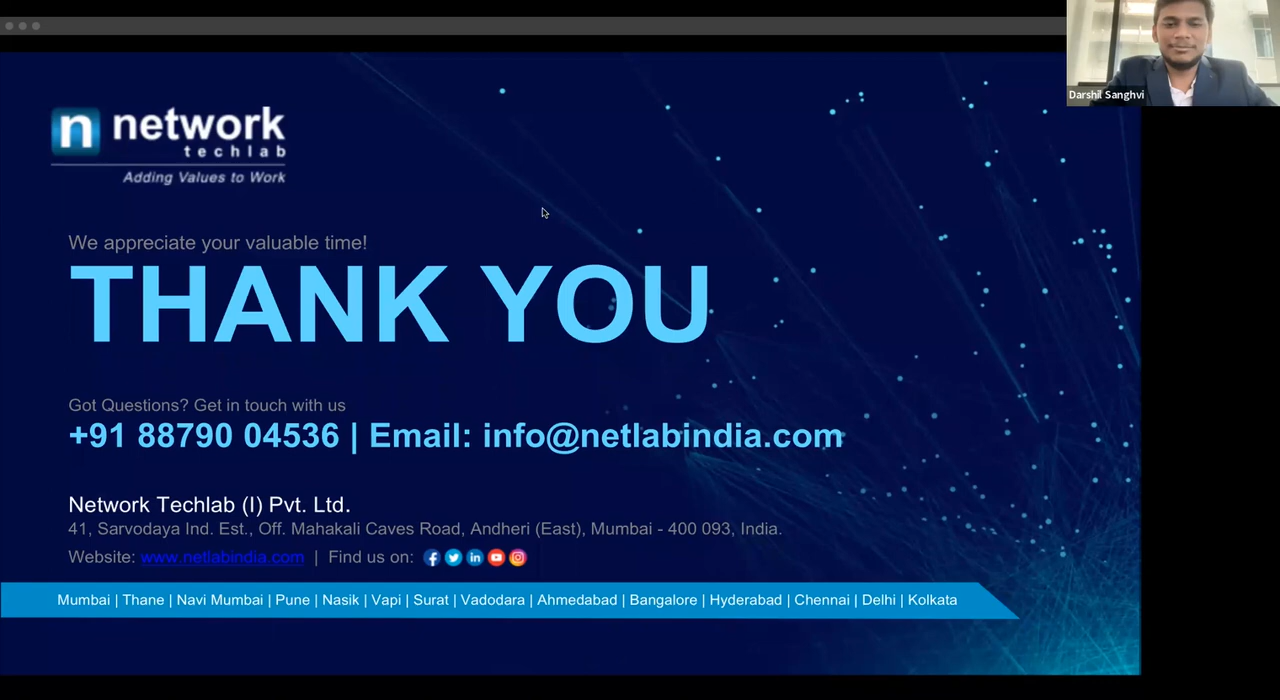 Darshil Sanghvi
n network
techlab
Adding Values to Work
We appreciate your valuable time!
THANK YOU
Got Questions? Get in touch with us
+91 88790 04536 | Email: info@netlabindia.com
Network Techlab (I) Pvt. Ltd.
41, Sarvodaya Ind. Est., Off. Mahakali Caves Road, Andheri (East), Mumbai - 400 093, India.
Website: www.netlabindia.com | Find us on:
Mumbai | Thane | Navi Mumbai | Pune | Nasik | Vapi | Surat | Vadodara | Ahmedabad | Bangalore | Hyderabad | Chennai | Delhi | Kolkata